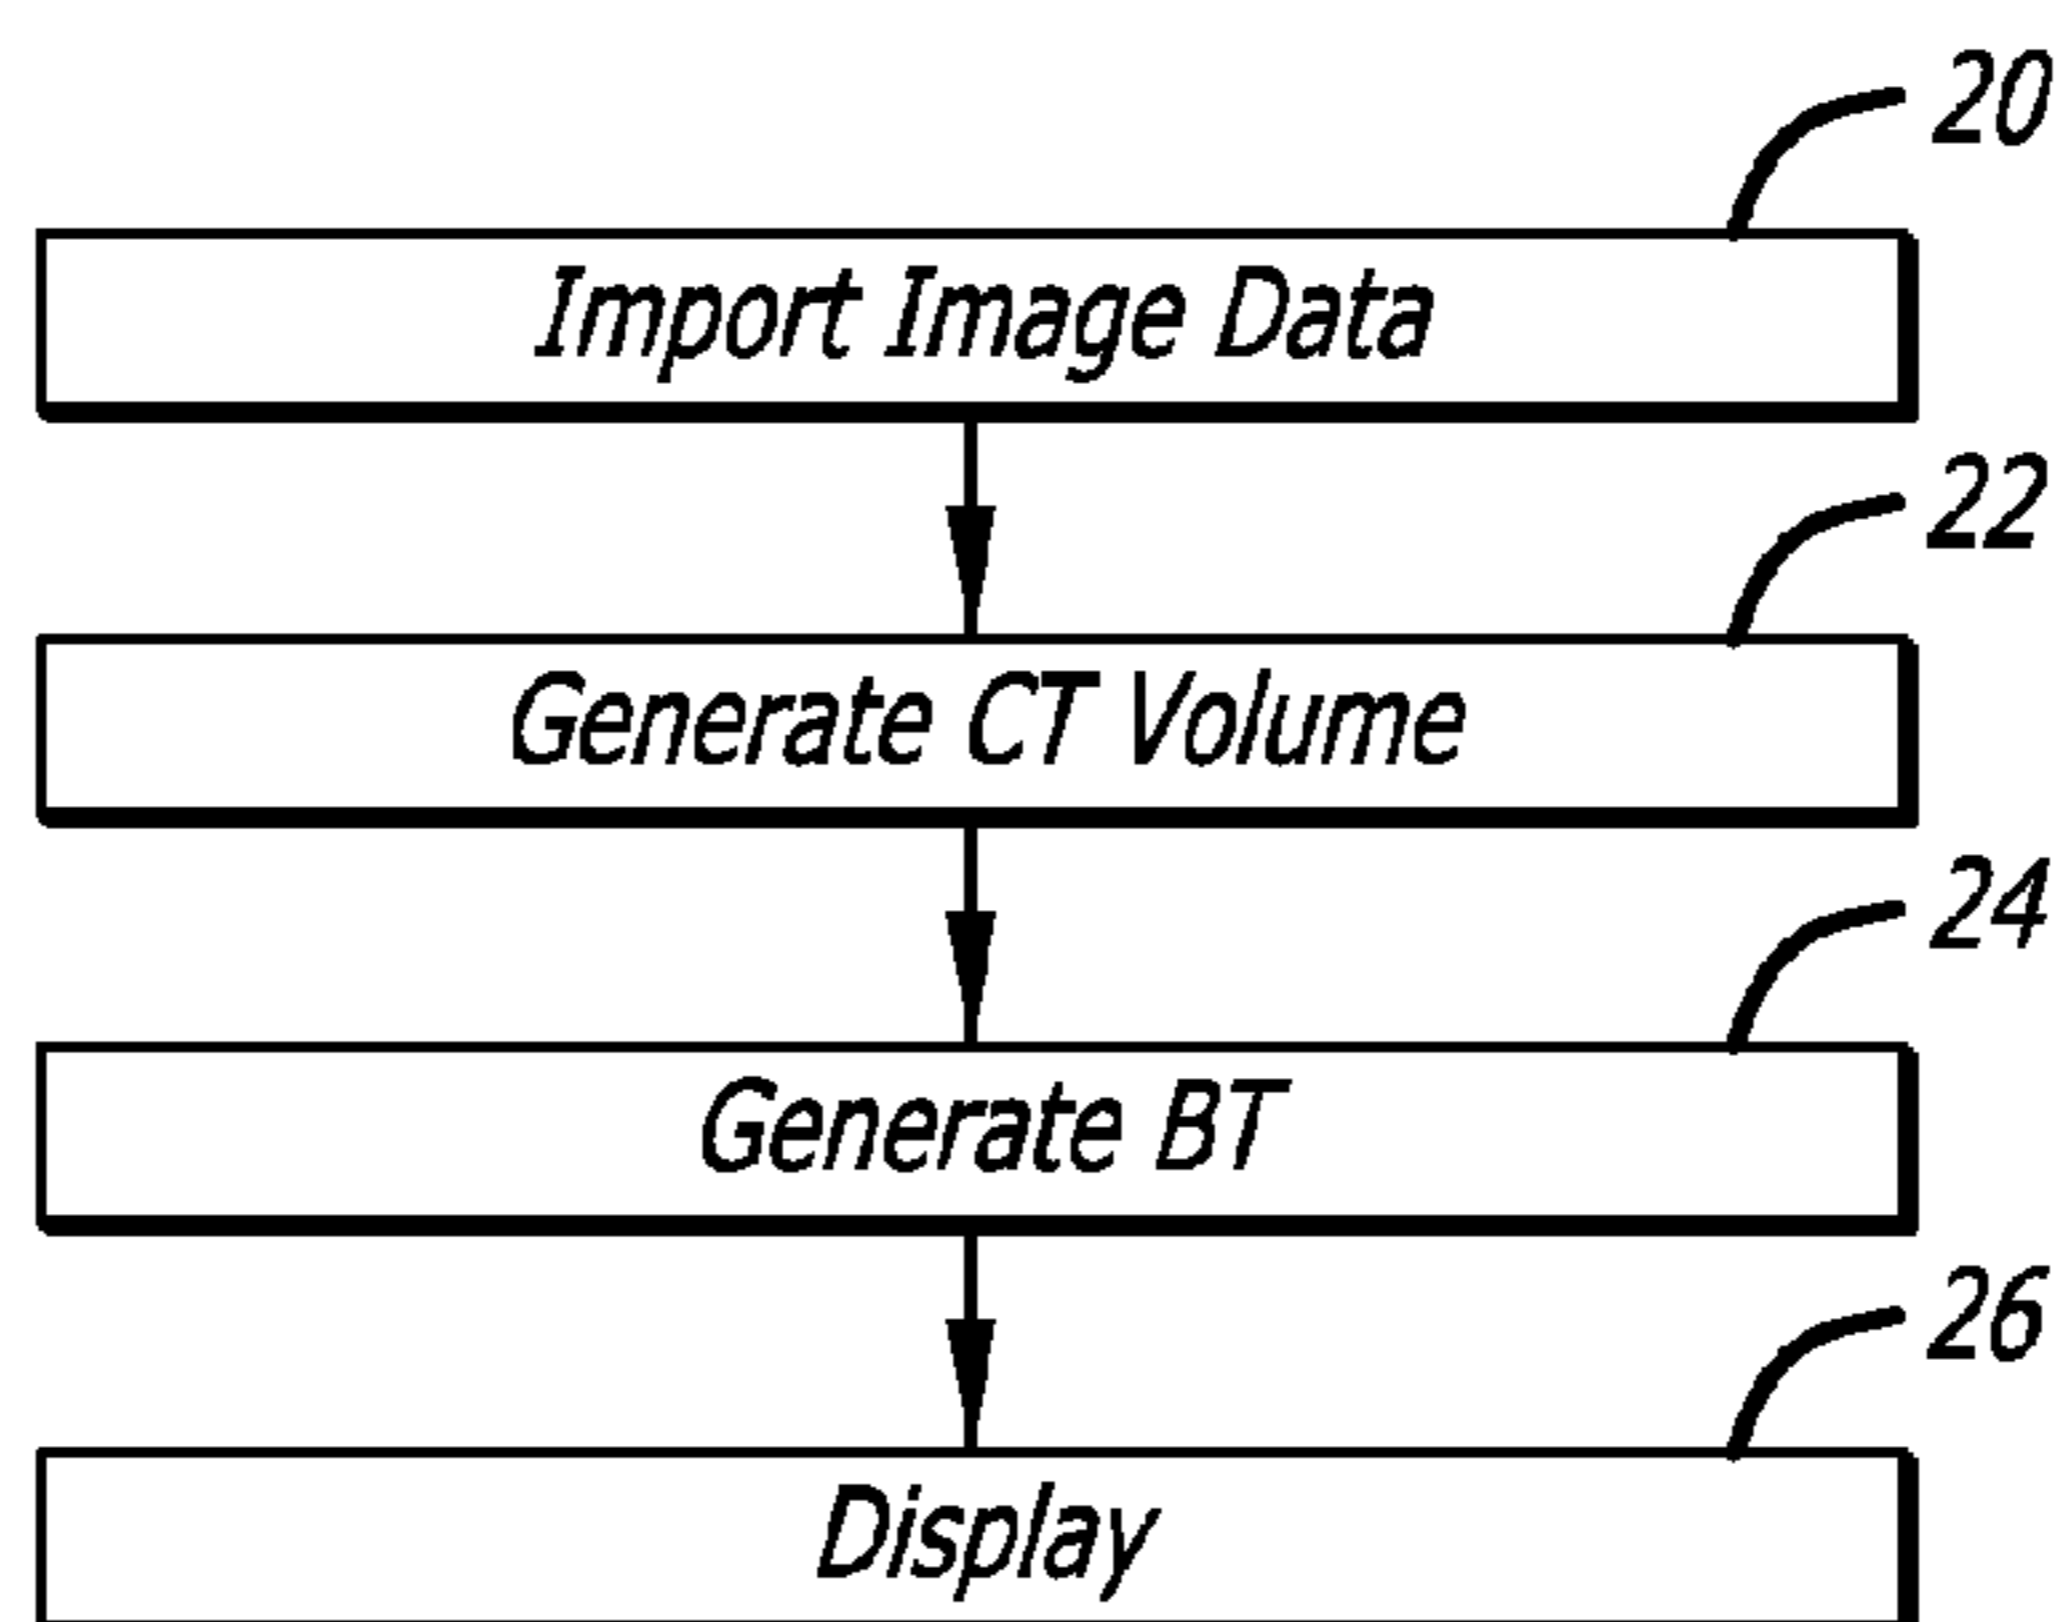 20
Import Image Data
22
Generate CT Volume
24
Generate BT
26
Display